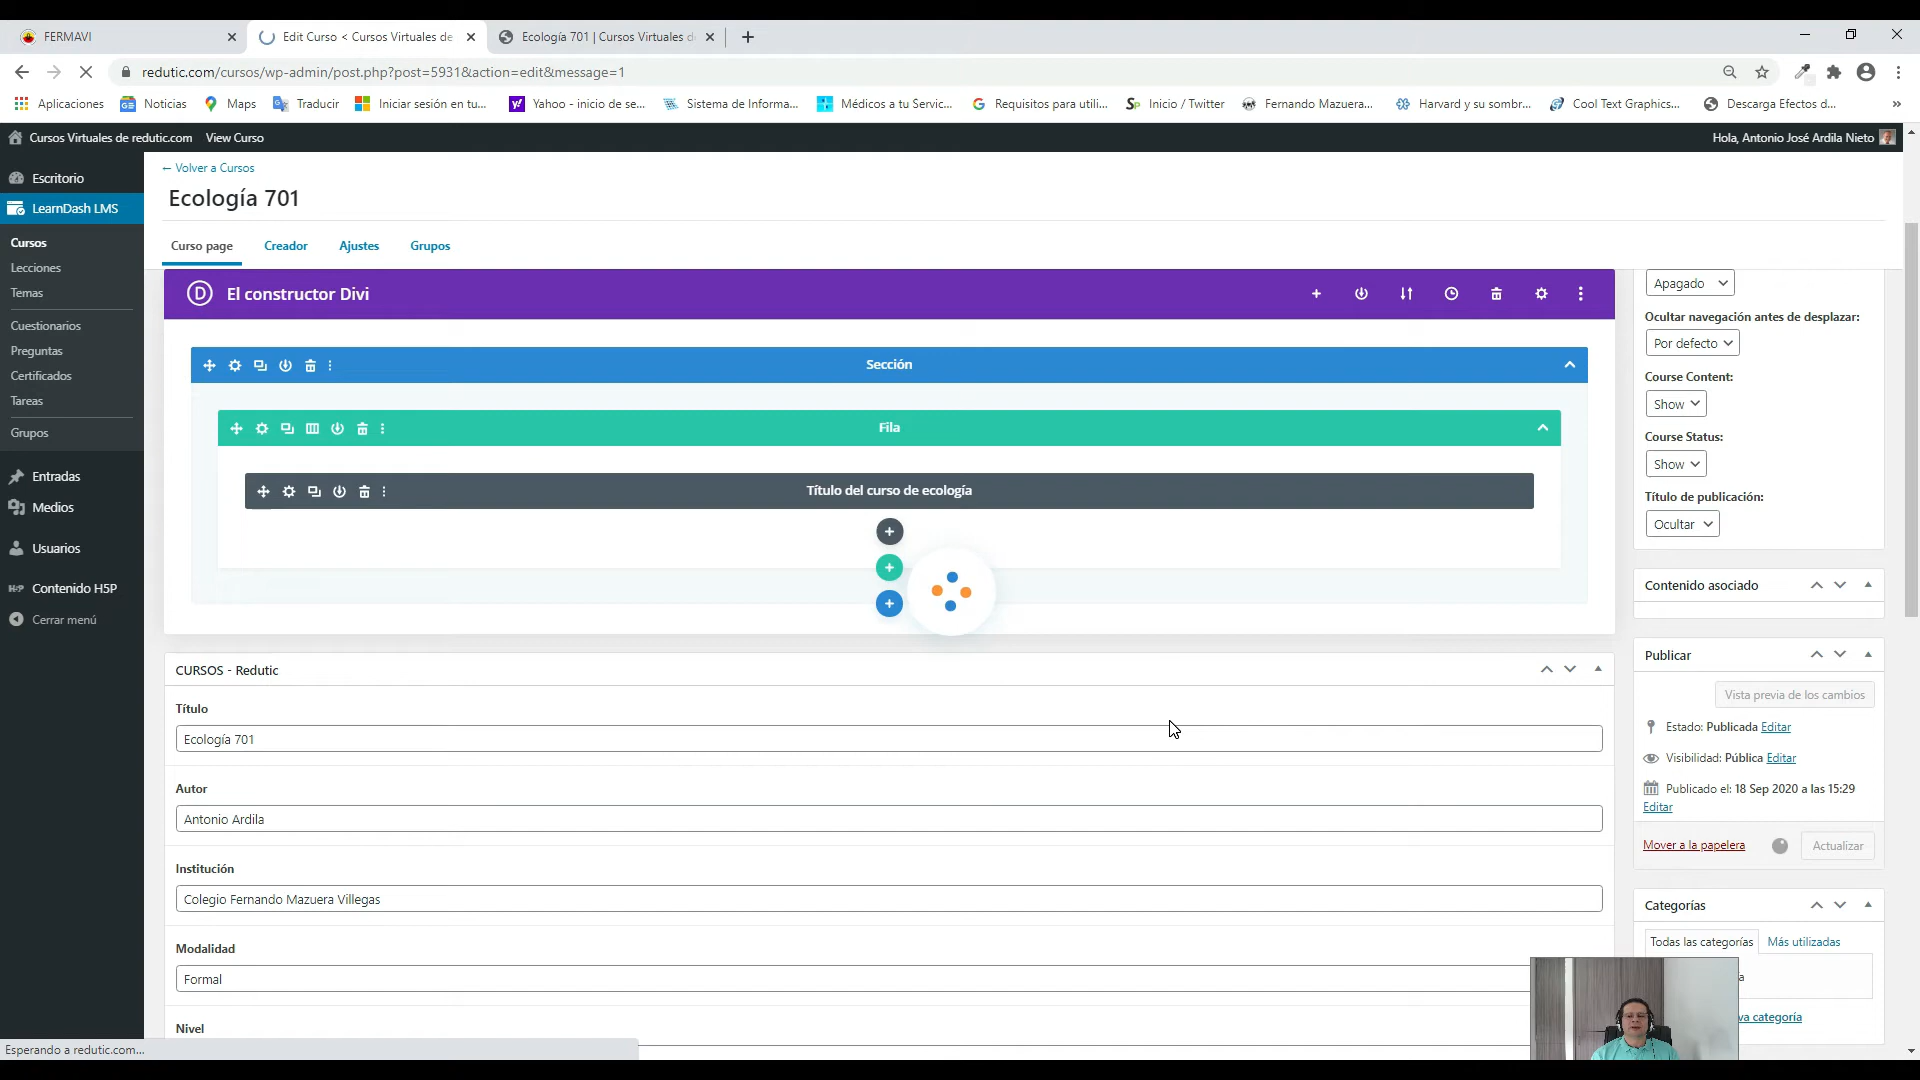 FERMAVI
Edit Curso < Cursos Virtuales de
Ecología 701 | Cursos Virtuales de
redutic.com/cursos/wp-admin/post.php?post=5931&action=edit&message=1
Aplicaciones
Noticias
Maps
Traducir
Iniciar sesión en tu...
Yahoo - inicio de se...
Sistema de Informa...
Médicos a tu Servic...
Requisitos para utili...
Inicio / Twitter
Fernando Mazuera...
Harvard y su sombr...
Cool Text Graphics...
Descarga Efectos d...
»
Cursos Virtuales de redutic.com
View Curso
Hola, Antonio José Ardila Nieto
Escritorio
LearnDash LMS
Cursos
Lecciones
Temas
Cuestionarios
Preguntas
Certificados
Tareas
Grupos
Entradas
Medios
Usuarios
Contenido H5P
Cerrar menú
← Volver a Cursos
Ecología 701
Curso page
Creador
Ajustes
Grupos
El constructor Divi
Sección
Fila
Título del curso de ecología
CURSOS - Redutic
Título
Ecología 701
Autor
Antonio Ardila
Institución
Colegio Fernando Mazuera Villegas
Modalidad
Formal
Nivel
Apagado
Ocultar navegación antes de desplazar:
Por defecto
Course Content:
Show
Course Status:
Show
Título de publicación:
Ocultar
Contenido asociado
Publicar
Vista previa de los cambios
Estado: Publicada Editar
Visibilidad: Pública Editar
Publicado el: 18 Sep 2020 a las 15:29
Editar
Mover a la papelera
Actualizar
Categorías
Todas las categorías
Más utilizadas
categoría
Esperando a redutic.com...